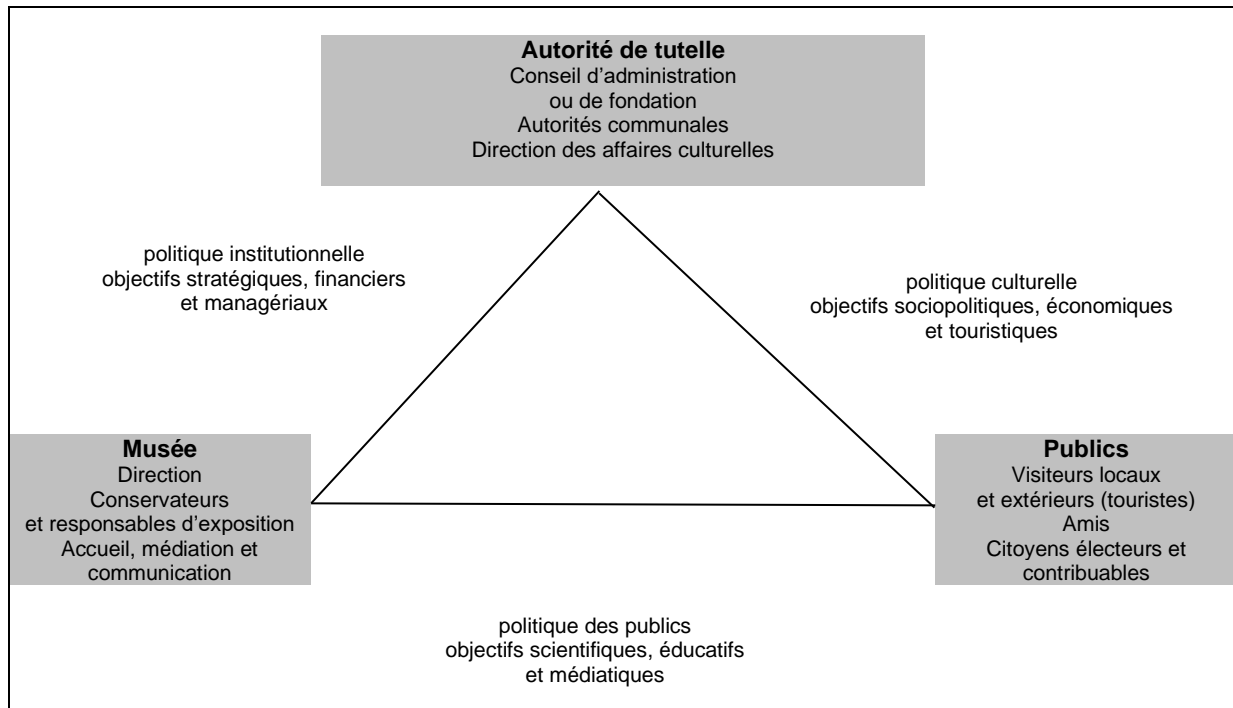 Autorité de tutelle
Conseil d’administration
ou de fondation
Autorités communales
Direction des affaires culturelles
politique institutionnelle
objectifs stratégiques, financiers
et managériaux
politique culturelle
objectifs sociopolitiques, économiques
et touristiques
Musée
Direction
Conservateurs
et responsables d’exposition
Accueil, médiation et
communication
Publics
Visiteurs locaux
et extérieurs (touristes)
Amis
Citoyens électeurs et
contribuables
politique des publics
objectifs scientifiques, éducatifs
et médiatiques